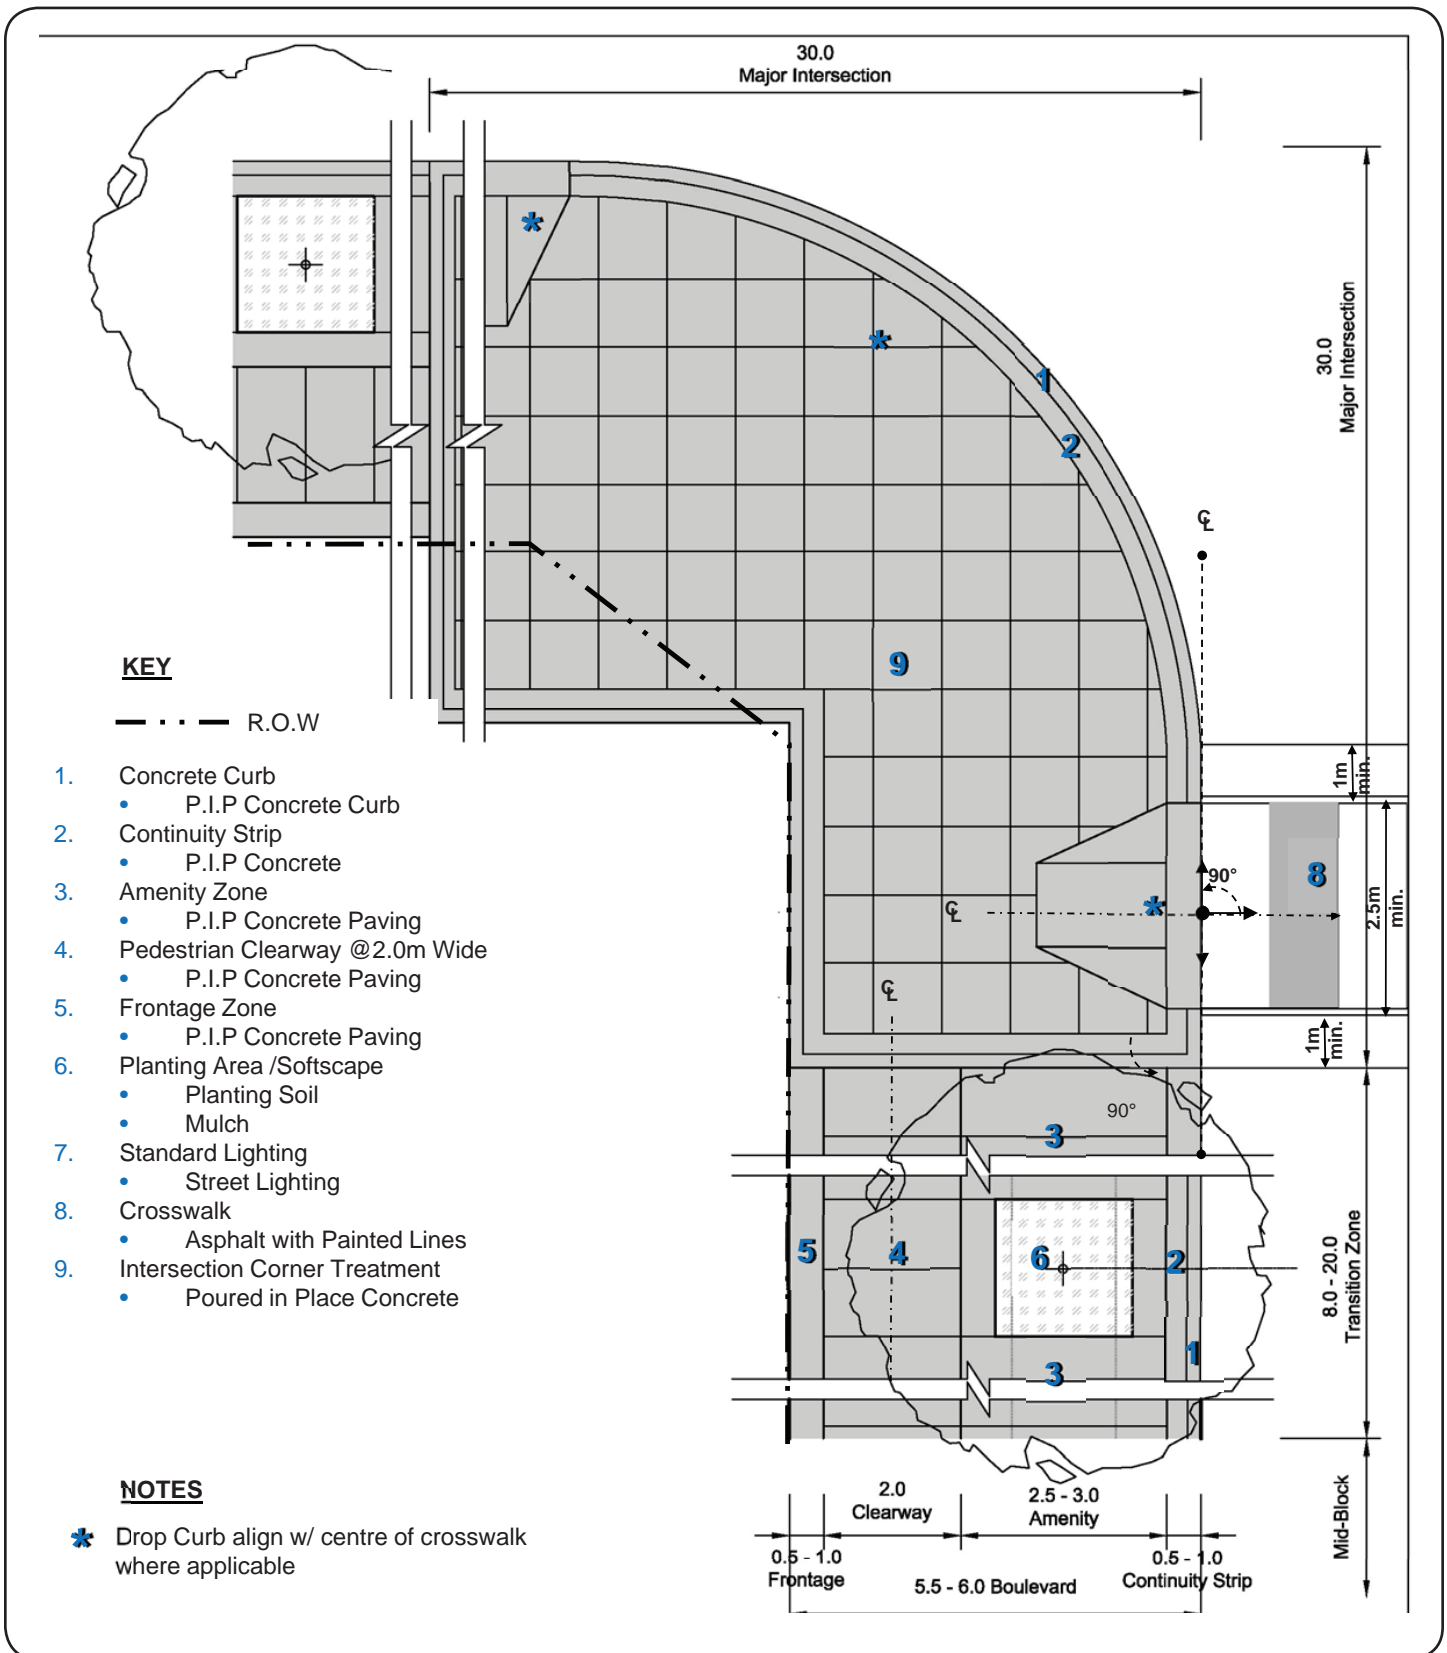 30.0
Major Intersection
*
*
1
2
30.0
Major Intersection
℄
9
KEY
R.O.W
1. Concrete Curb
• P.I.P Concrete Curb
2. Continuity Strip
• P.I.P Concrete
3. Amenity Zone
• P.I.P Concrete Paving
4. Pedestrian Clearway @2.0m Wide
• P.I.P Concrete Paving
5. Frontage Zone
• P.I.P Concrete Paving
6. Planting Area /Softscape
• Planting Soil
• Mulch
7. Standard Lighting
• Street Lighting
8. Crosswalk
• Asphalt with Painted Lines
9. Intersection Corner Treatment
• Poured in Place Concrete
1m
min.
90°
8
2.5m
min.
℄
*
℄
1m
min.
90°
3
5
4
6
2
8.0 - 20.0
Transition Zone
1
3
NOTES
* Drop Curb align w/ centre of crosswalk
where applicable
2.0
Clearway
2.5 - 3.0
Amenity
Mid-Block
0.5 - 1.0
Frontage
0.5 - 1.0
Continuity Strip
5.5 - 6.0 Boulevard